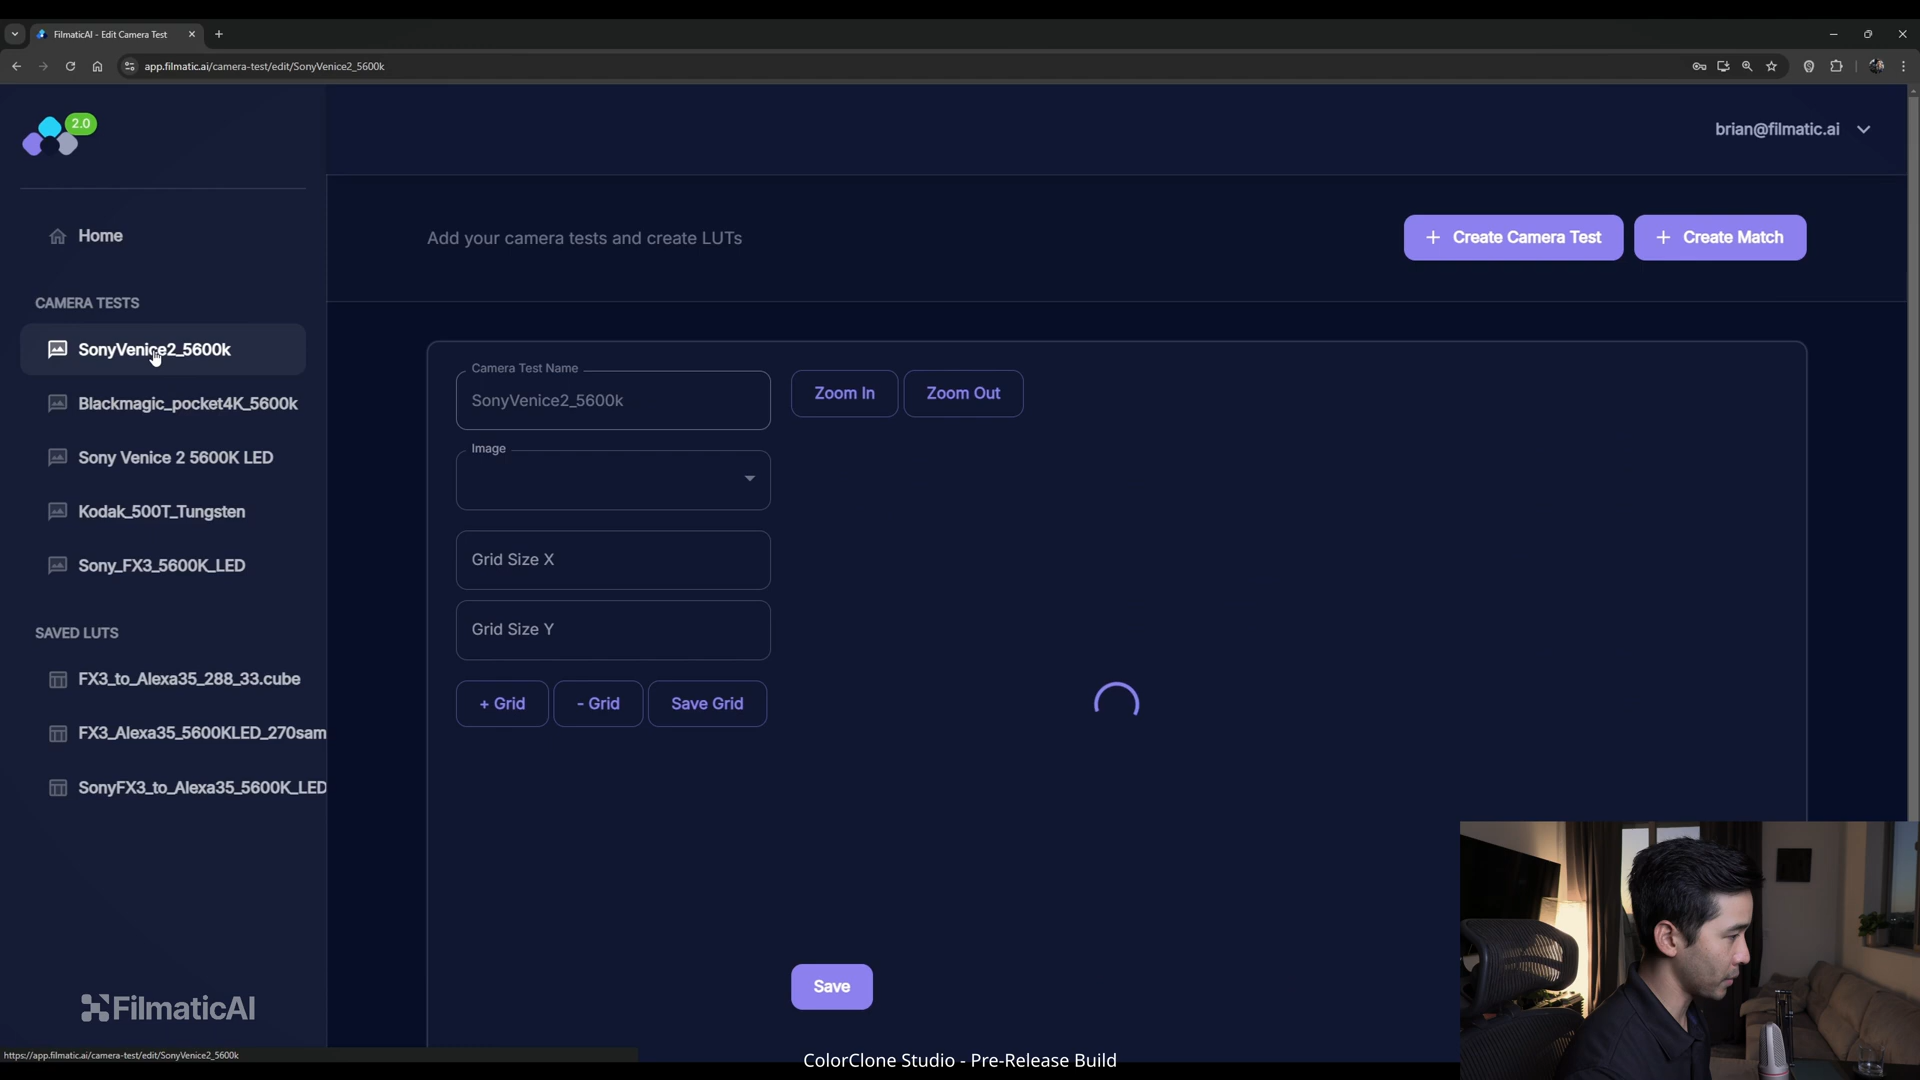 FilmaticAI - Edit Camera Test
app.filmatic.ai/camera-test/edit/SonyVenice2_5600k
2.0
brian@filmatic.ai
Home
Add your camera tests and create LUTs
+ Create Camera Test
+ Create Match
CAMERA TESTS
SonyVenice2_5600k
Blackmagic_pocket4K_5600k
Sony Venice 2 5600K LED
Kodak_500T_Tungsten
Sony_FX3_5600K_LED
SAVED LUTS
FX3_to_Alexa35_288_33.cube
FX3_Alexa35_5600KLED_270sam
SonyFX3_to_Alexa35_5600K_LED
Camera Test Name
SonyVenice2_5600k
Zoom In
Zoom Out
Image
Grid Size X
Grid Size Y
+ Grid
- Grid
Save Grid
Save
FilmaticAI
https://app.filmatic.ai/camera-test/edit/SonyVenice2_5600k
ColorClone Studio - Pre-Release Build